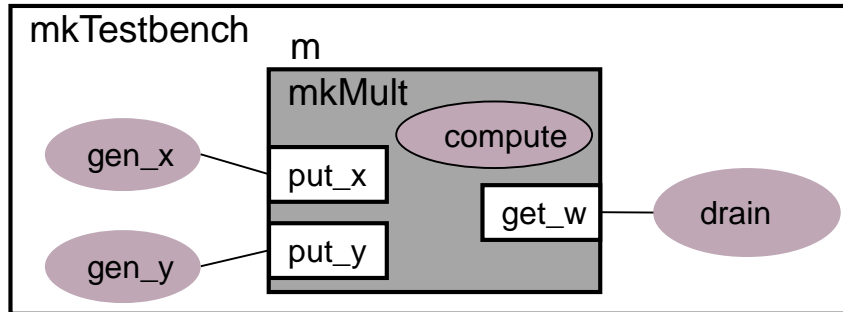 mkTestbench
m
mkMult
compute
gen_x
put_x
get_w
drain
gen_y
put_y